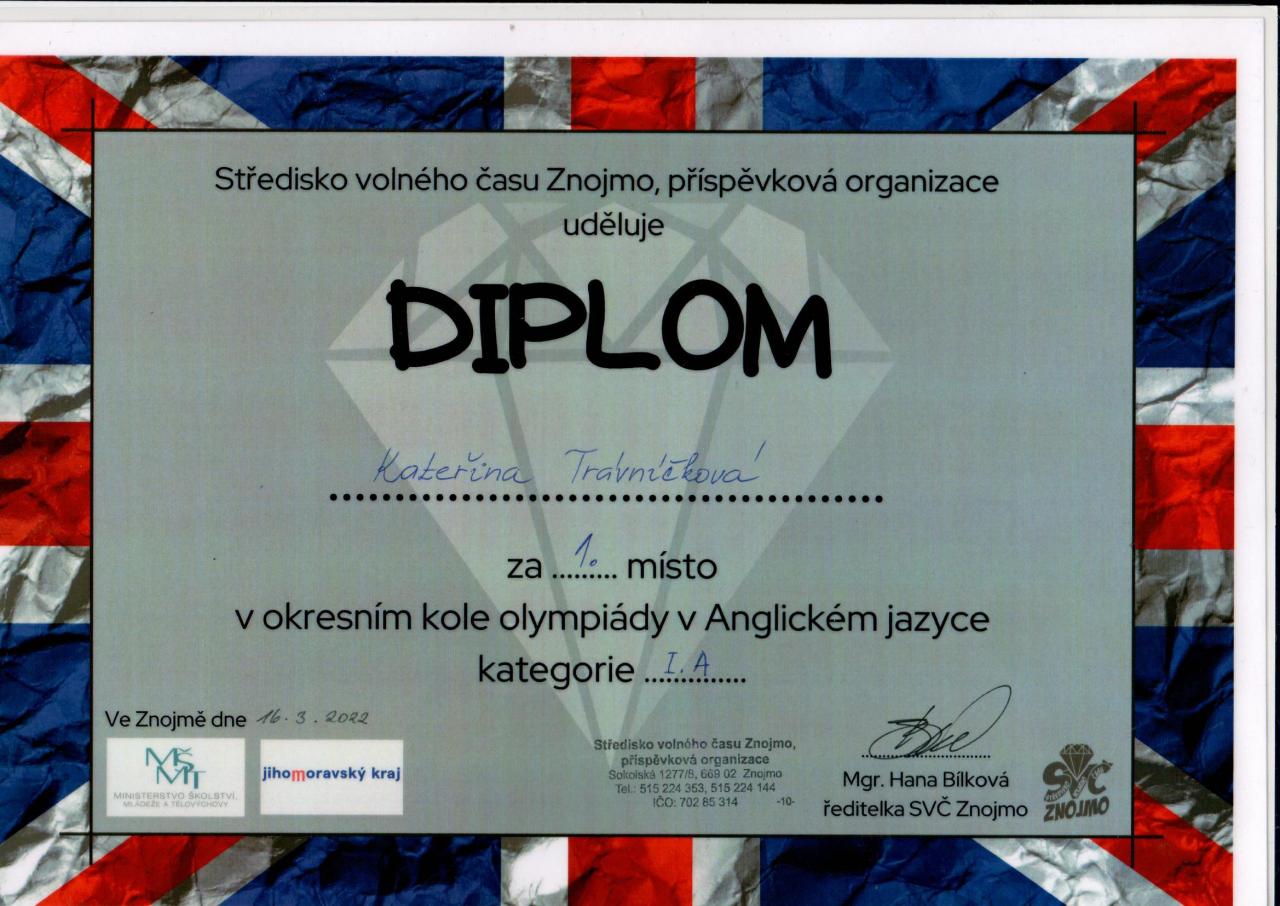 Středisko volného času Znojmo, příspěvková organizace
uděluje
DIPLOM
Kateřina Trávníčková
za ...1.... místo
v okresním kole olympiády v Anglickém jazyce
kategorie ...I.A...
Ve Znojmě dne 16.3.2022
MŠMT
MINISTERSTVO ŠKOLSTVÍ,
MLÁDEŽE A TĚLOVÝCHOVY
jihomoravský kraj
Středisko volného času Znojmo,
příspěvková organizace
Sokolská 1277/8, 669 02 Znojmo
Tel.: 515 224 353, 515 224 144
IČO: 702 85 314 -10-
Mgr. Hana Bílková
ředitelka SVČ Znojmo
SVČ
ZNOJMO